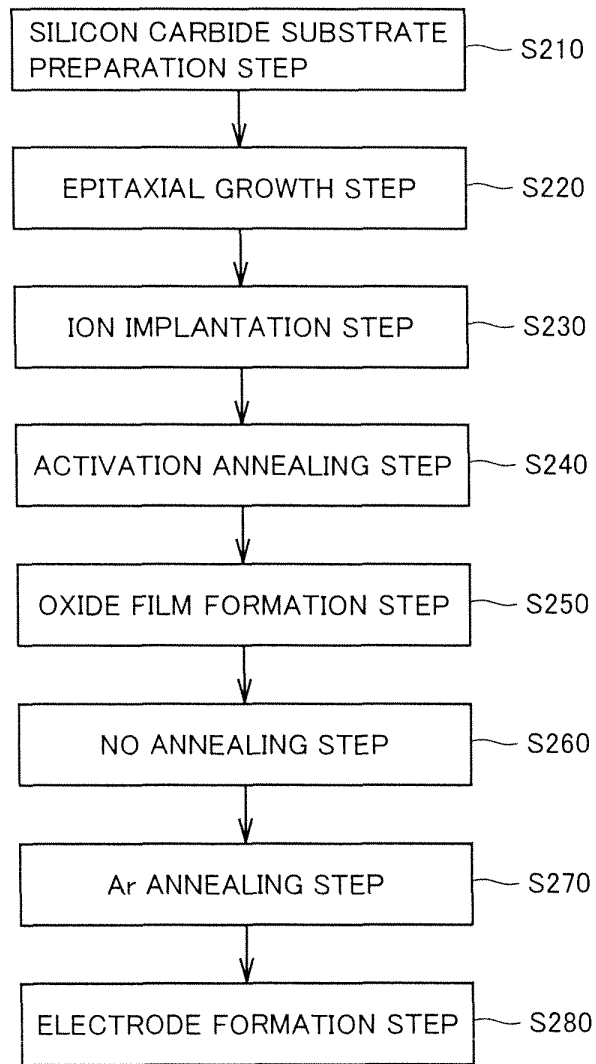 SILICON CARBIDE SUBSTRATE
PREPARATION STEP
S210
EPITAXIAL GROWTH STEP
S220
ION IMPLANTATION STEP
S230
ACTIVATION ANNEALING STEP
S240
OXIDE FILM FORMATION STEP
S250
NO ANNEALING STEP
S260
Ar ANNEALING STEP
S270
ELECTRODE FORMATION STEP
S280